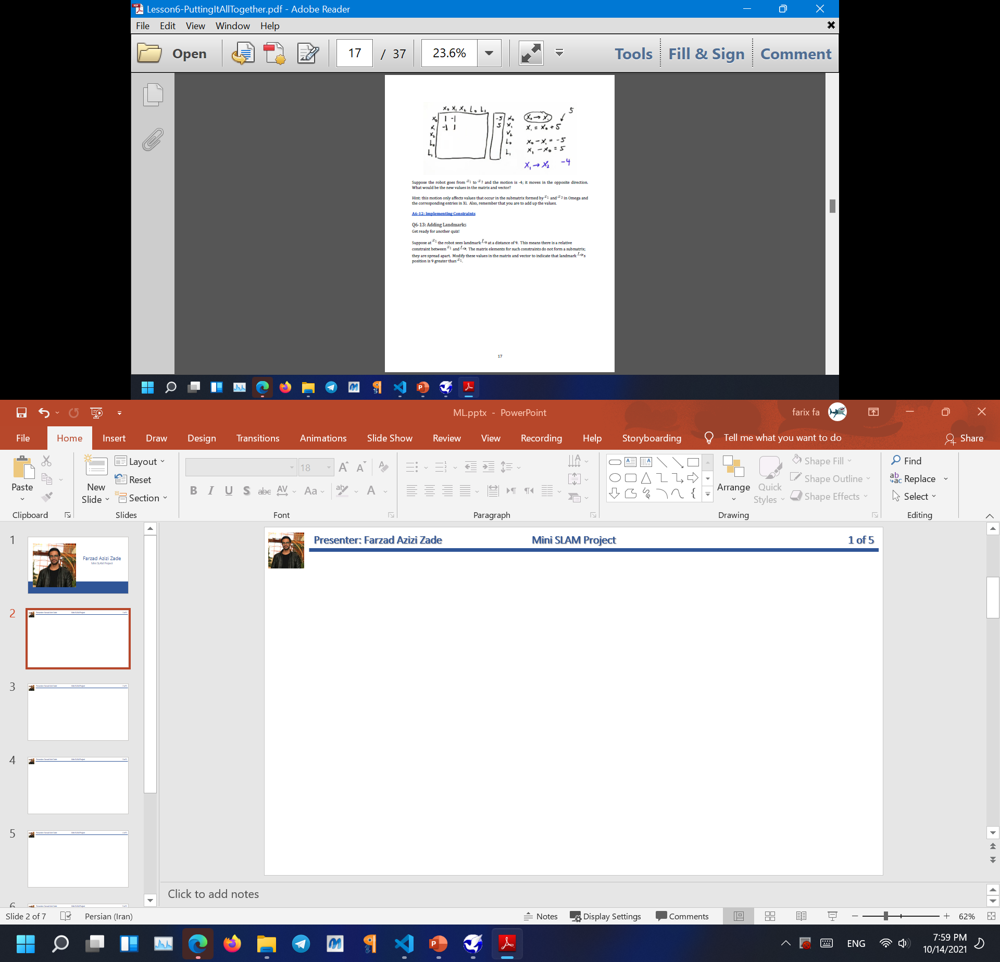 Lesson6-PuttingItAllTogether.pdf - Adobe Reader
File Edit View Window Help
Open 17 / 37 23.6% Tools Fill & Sign Comment
x₀ x₁ x₂ L₀ L₁
x₀ 1 -1 -5 x₀ x₀ → x₁ 5
x₁ -1 1 5 x₁ x₁ = x₀ + 5
x₂ x₂
L₀ L₀ x₀ - x₁ = -5
L₁ L₁ x₁ - x₀ = 5
x₁ → x₂ -4
Suppose the robot goes from x₁ to x₂ and the motion is -4; it moves in the opposite direction.
What would be the new values in the matrix and vector?
Hint: this motion only affects values that occur in the submatrix formed by x₁ and x₂ in Omega and
the corresponding entries in Xi. Also, remember that you are to add up the values.
A6-12: Implementing Constraints
Q6-13: Adding Landmarks
Get ready for another quiz!
Suppose at x₁ the robot sees landmark L₀ at a distance of 9. This means there is a relative
constraint between x₁ and L₀. The matrix elements for such constraints do not form a submatrix;
they are spread apart. Modify these values in the matrix and vector to indicate that landmark L₀'s
position is 9 greater than x₁.
17
ML.pptx - PowerPoint
farix fa
File Home Insert Draw Design Transitions Animations Slide Show Review View Recording Help Storyboarding Tell me what you want to do Share
Paste
New Slide
Layout
Reset
Section
18
Arrange
Quick Styles
Shape Fill
Shape Outline
Shape Effects
Find
Replace
Select
Clipboard Slides Font Paragraph Drawing Editing
1
Farzad Azizi Zade
Mini SLAM Project
2
3
4
5
6
Presenter: Farzad Azizi Zade Mini SLAM Project 1 of 5
Click to add notes
Slide 2 of 7 Persian (Iran) Notes Display Settings Comments 62%
ENG 7:59 PM
10/14/2021